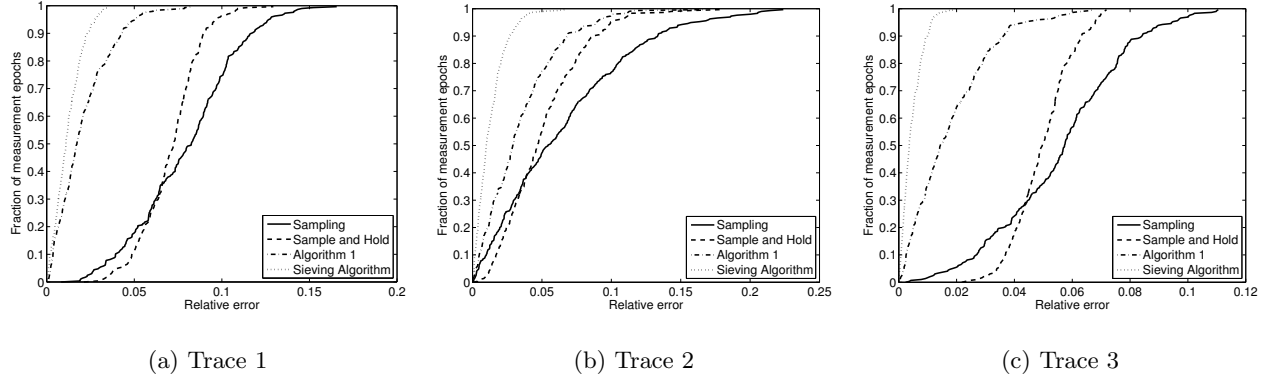 1
0.9
0.8
0.7
0.6
0.5
0.4
0.3
0.2
0.1
0
Fraction of measurement epochs
Sampling
Sample and Hold
Algorithm 1
Sieving Algorithm
0 0.05 0.1 0.15 0.2
Relative error
(a) Trace 1
1
0.9
0.8
0.7
0.6
0.5
0.4
0.3
0.2
0.1
0
Fraction of measurement epochs
Sampling
Sample and Hold
Algorithm 1
Sieving Algorithm
0 0.05 0.1 0.15 0.20 0.25
Relative error
(b) Trace 2
1
0.9
0.8
0.7
0.6
0.5
0.4
0.3
0.2
0.1
0
Fraction of measurement epochs
Sampling
Sample and Hold
Algorithm 1
Sieving Algorithm
0 0.02 0.04 0.06 0.08 0.1 0.12
Relative error
(c) Trace 3